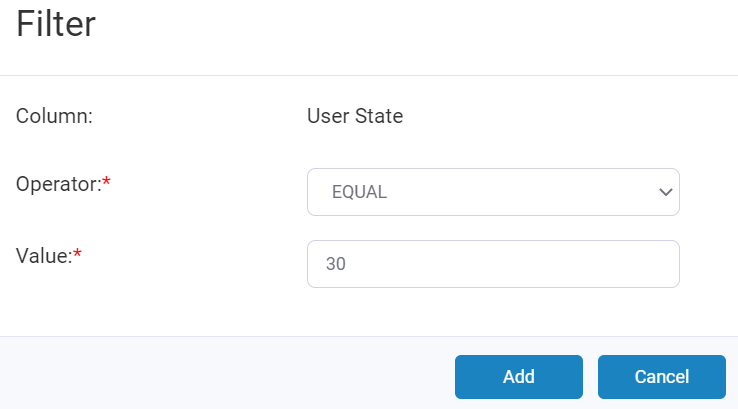 Filter
Column: User State
Operator:* EQUAL
Value:* 30
Add Cancel